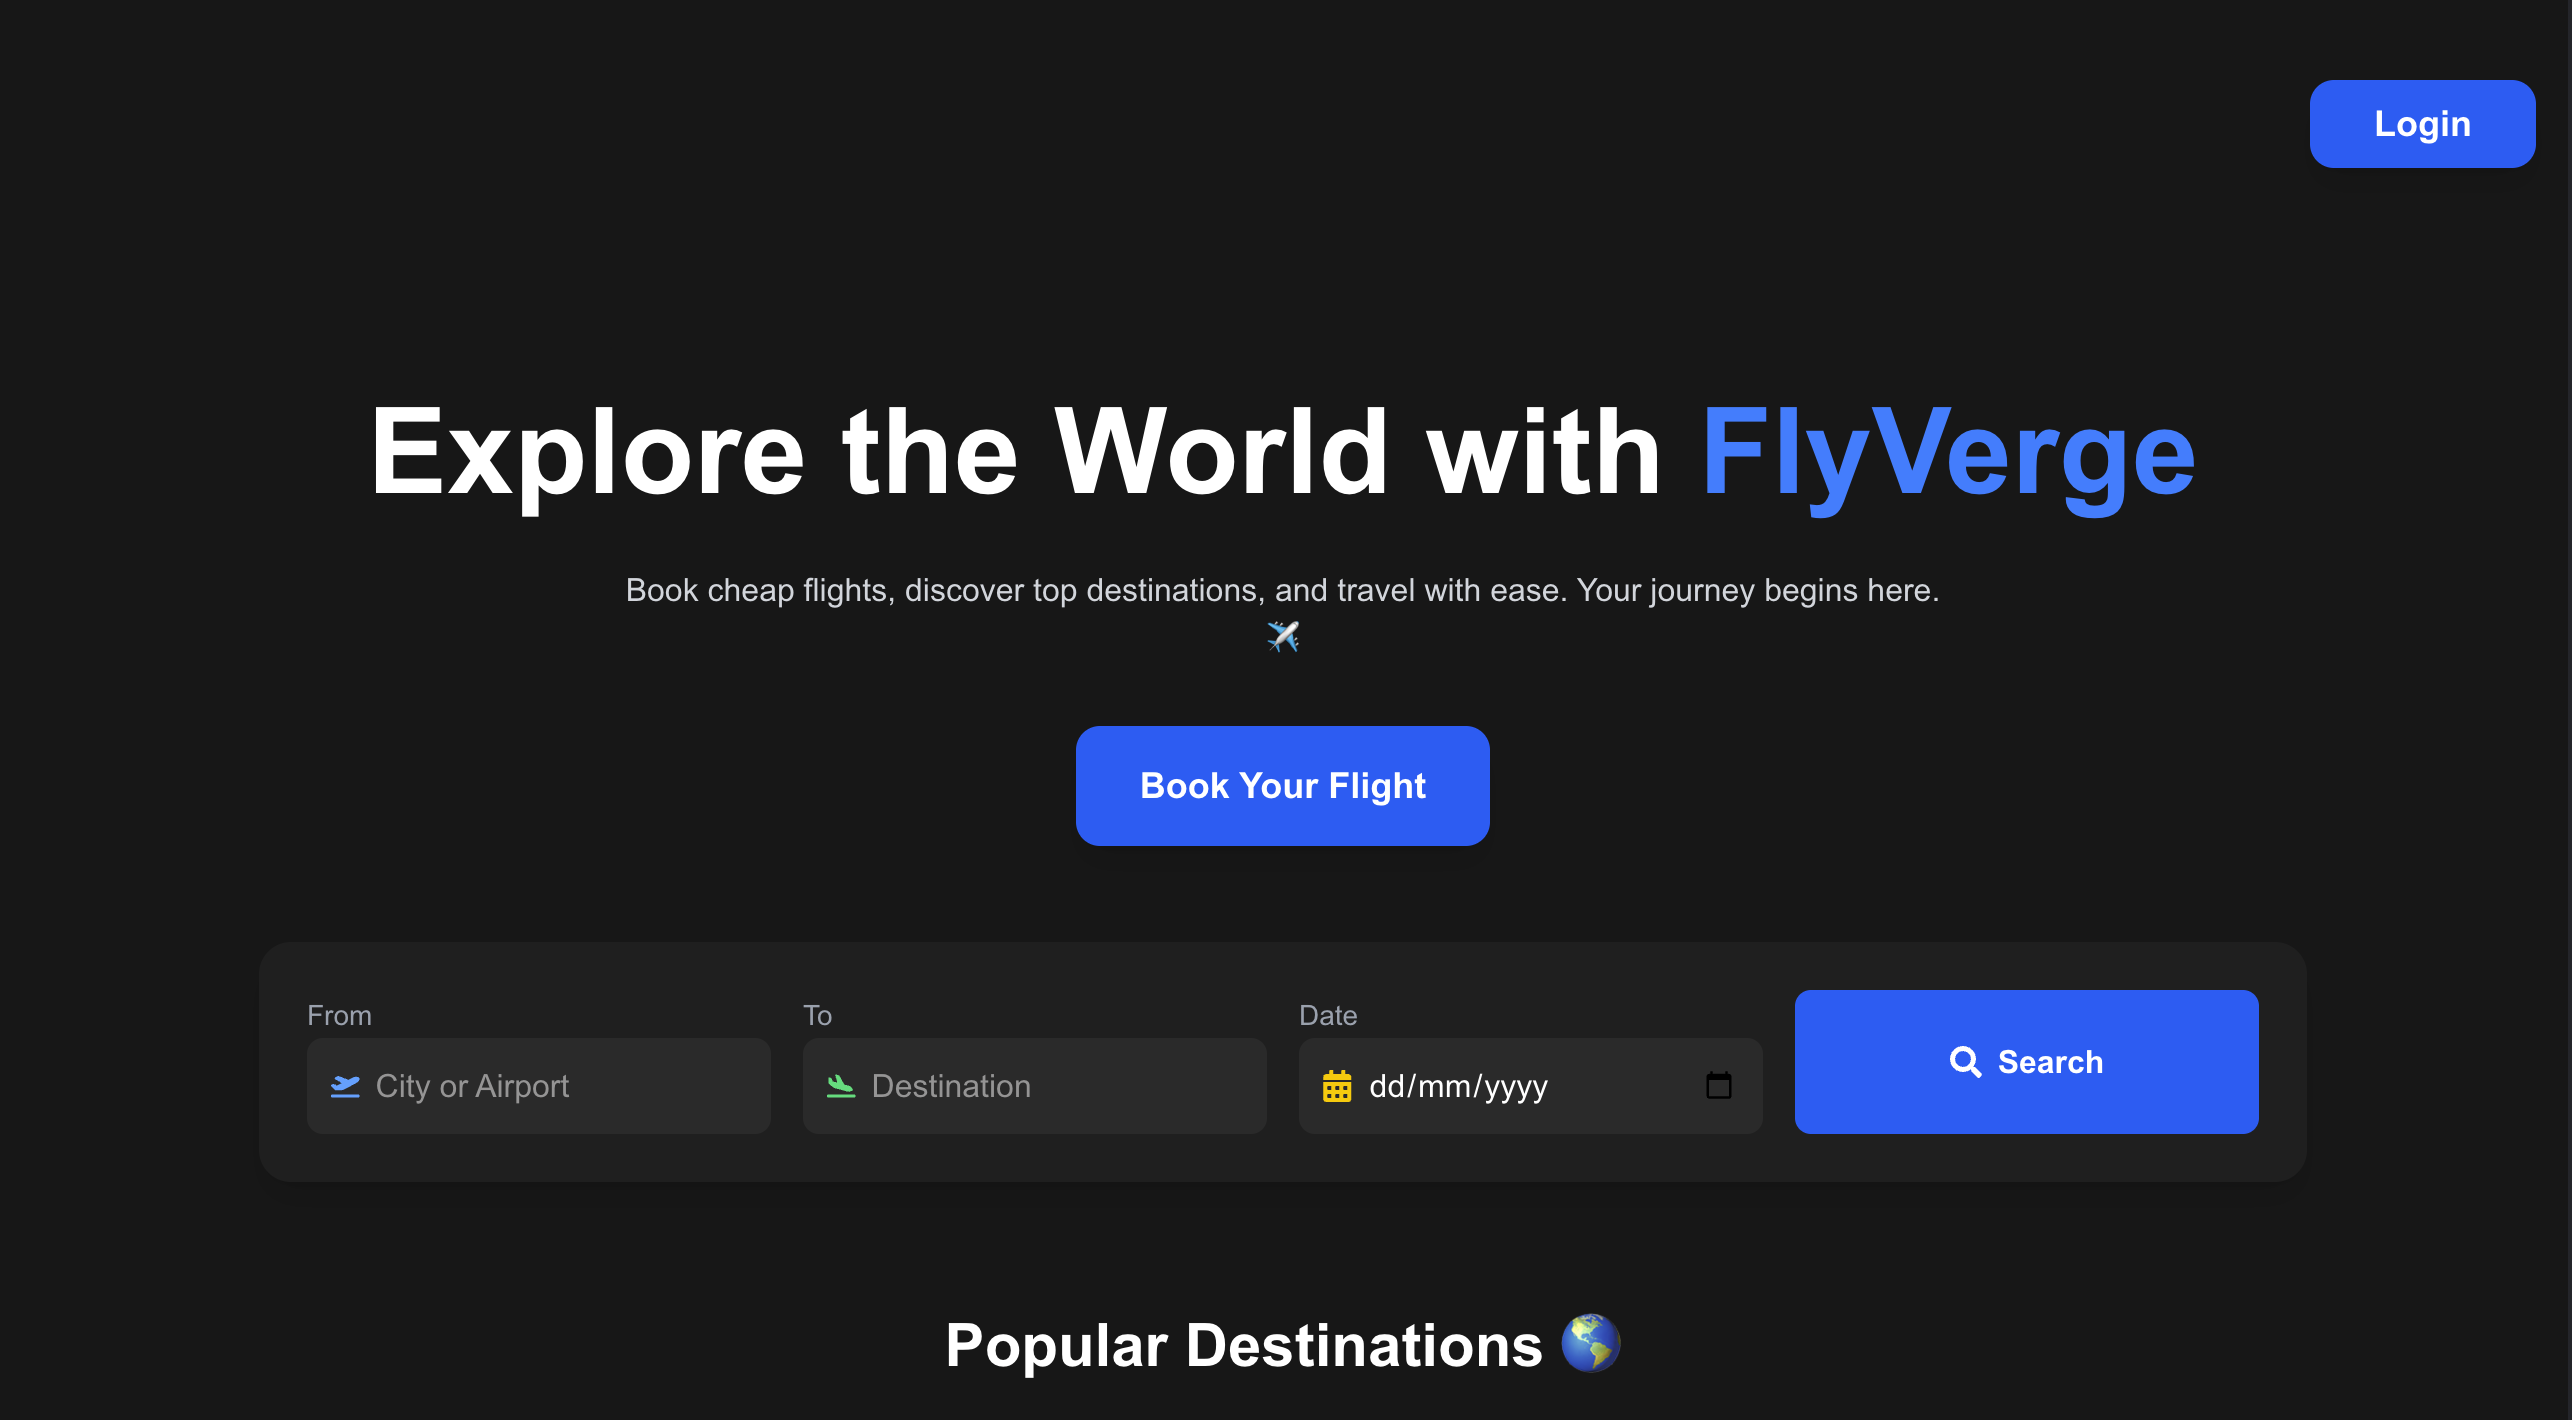 Login
Explore the World with FlyVerge
Book cheap flights, discover top destinations, and travel with ease. Your journey begins here.
✈️
Book Your Flight
From
To
Date
City or Airport
Destination
dd/mm/yyyy
Search
Popular Destinations 🌎